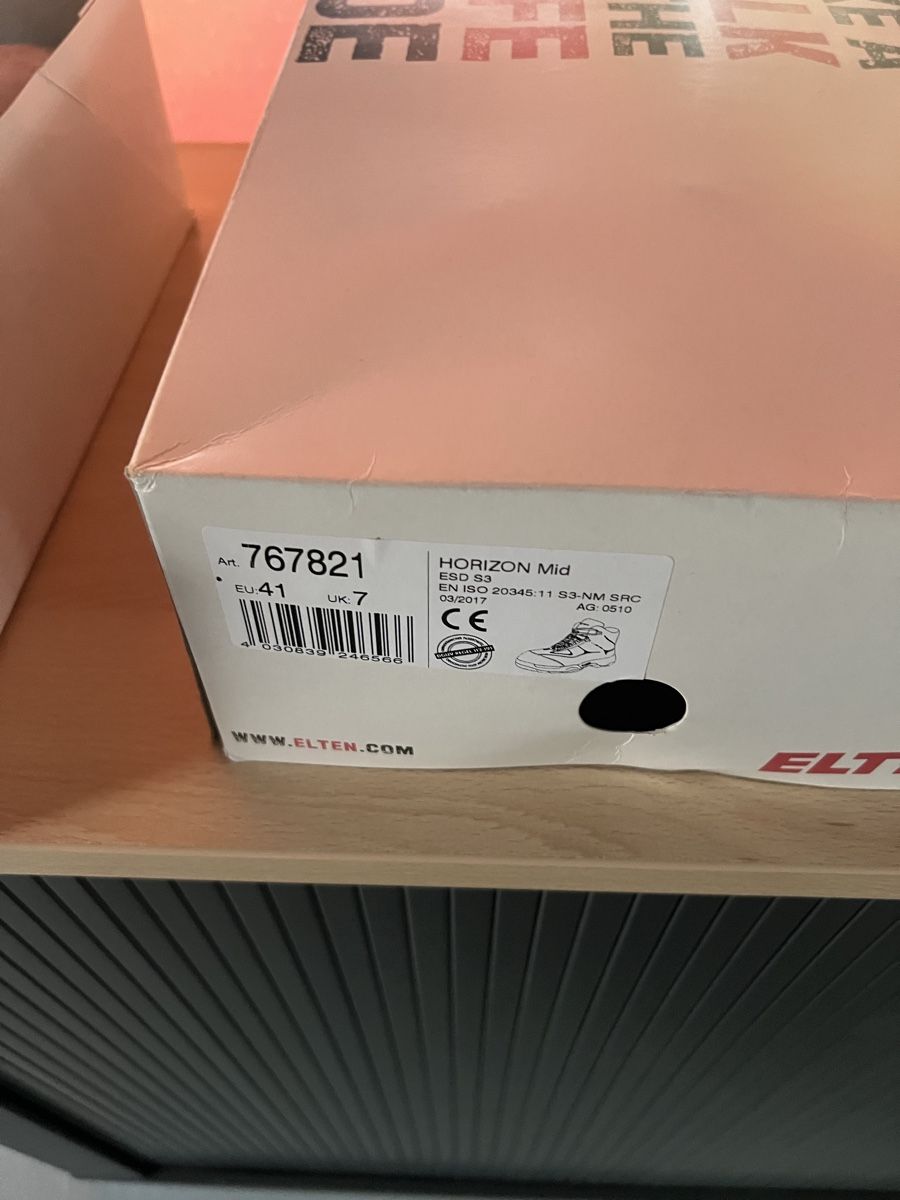 THE
Art. 767821
EU:41 UK:7
4 030839 246566
HORIZON Mid
ESD S3
EN ISO 20345:11 S3-NM SRC
03/2017 AG: 0510
CE
WWW.ELTEN.COM